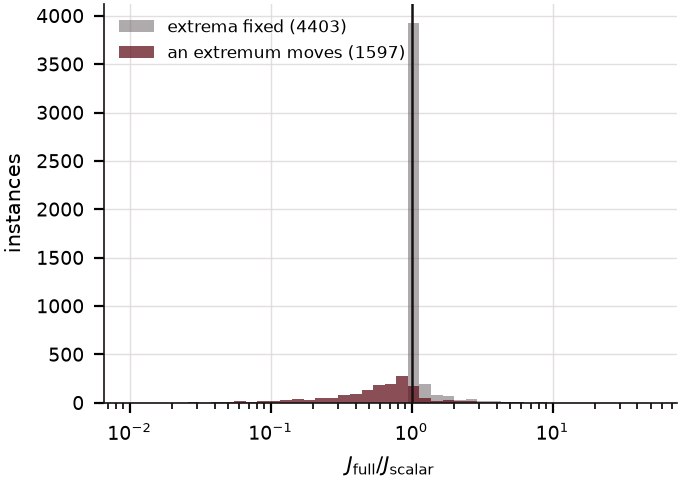 extrema fixed (4403)
an extremum moves (1597)
4000
3500
3000
2500
2000
1500
1000
500
0
instances
10⁻² 10⁻¹ 10⁰ 10¹
J_full/J_scalar